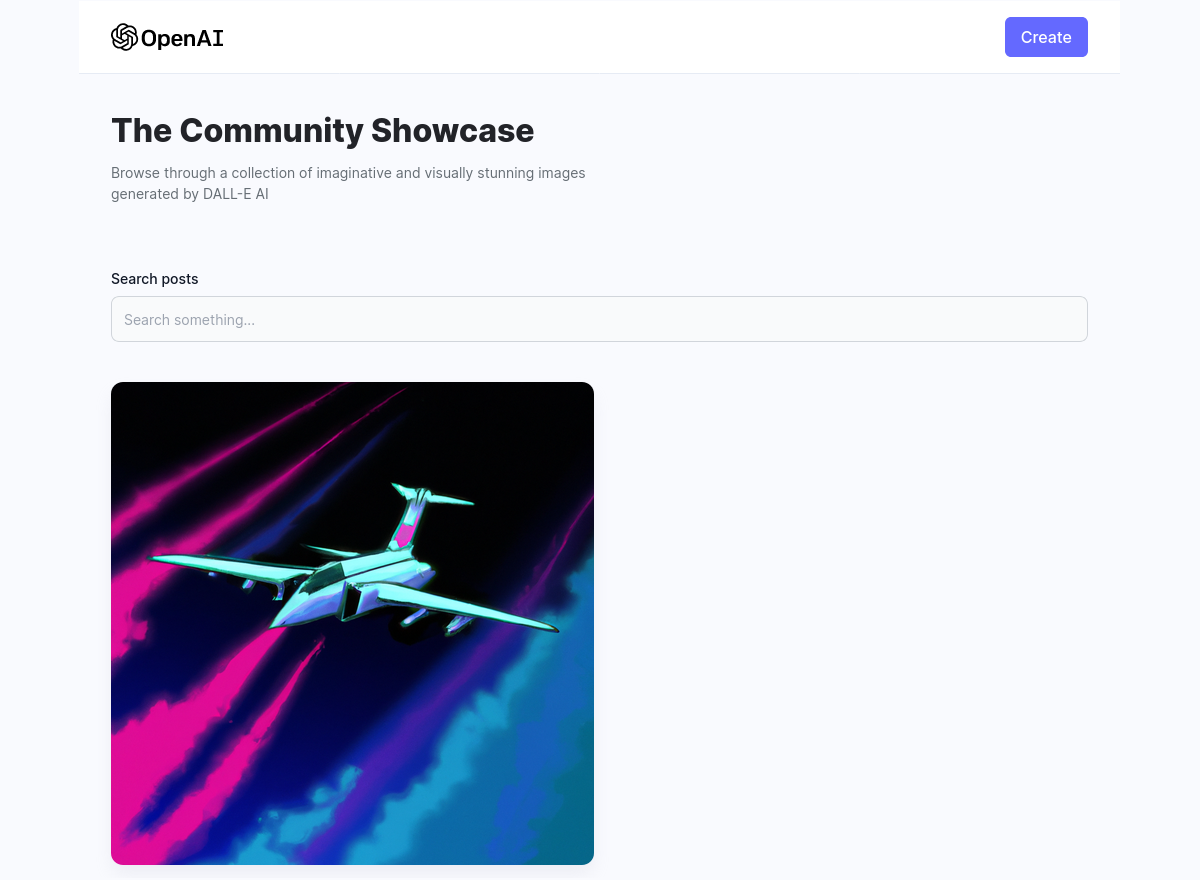 OpenAI
Create
The Community Showcase
Browse through a collection of imaginative and visually stunning images
generated by DALL-E AI
Search posts
Search something...